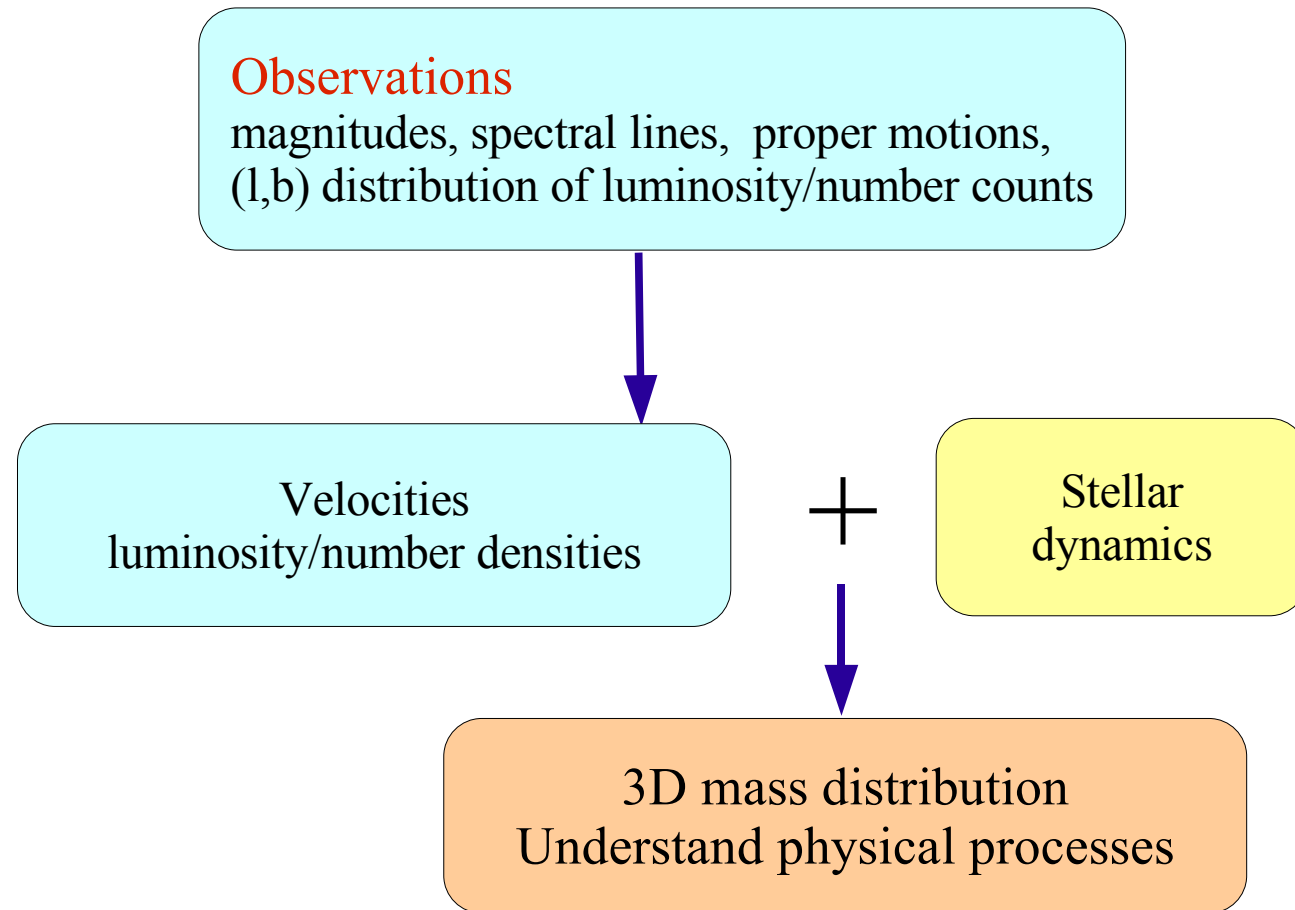 Observations
magnitudes, spectral lines,  proper motions,
(l,b) distribution of luminosity/number counts
Velocities
luminosity/number densities
+
Stellar
dynamics
3D mass distribution
Understand physical processes